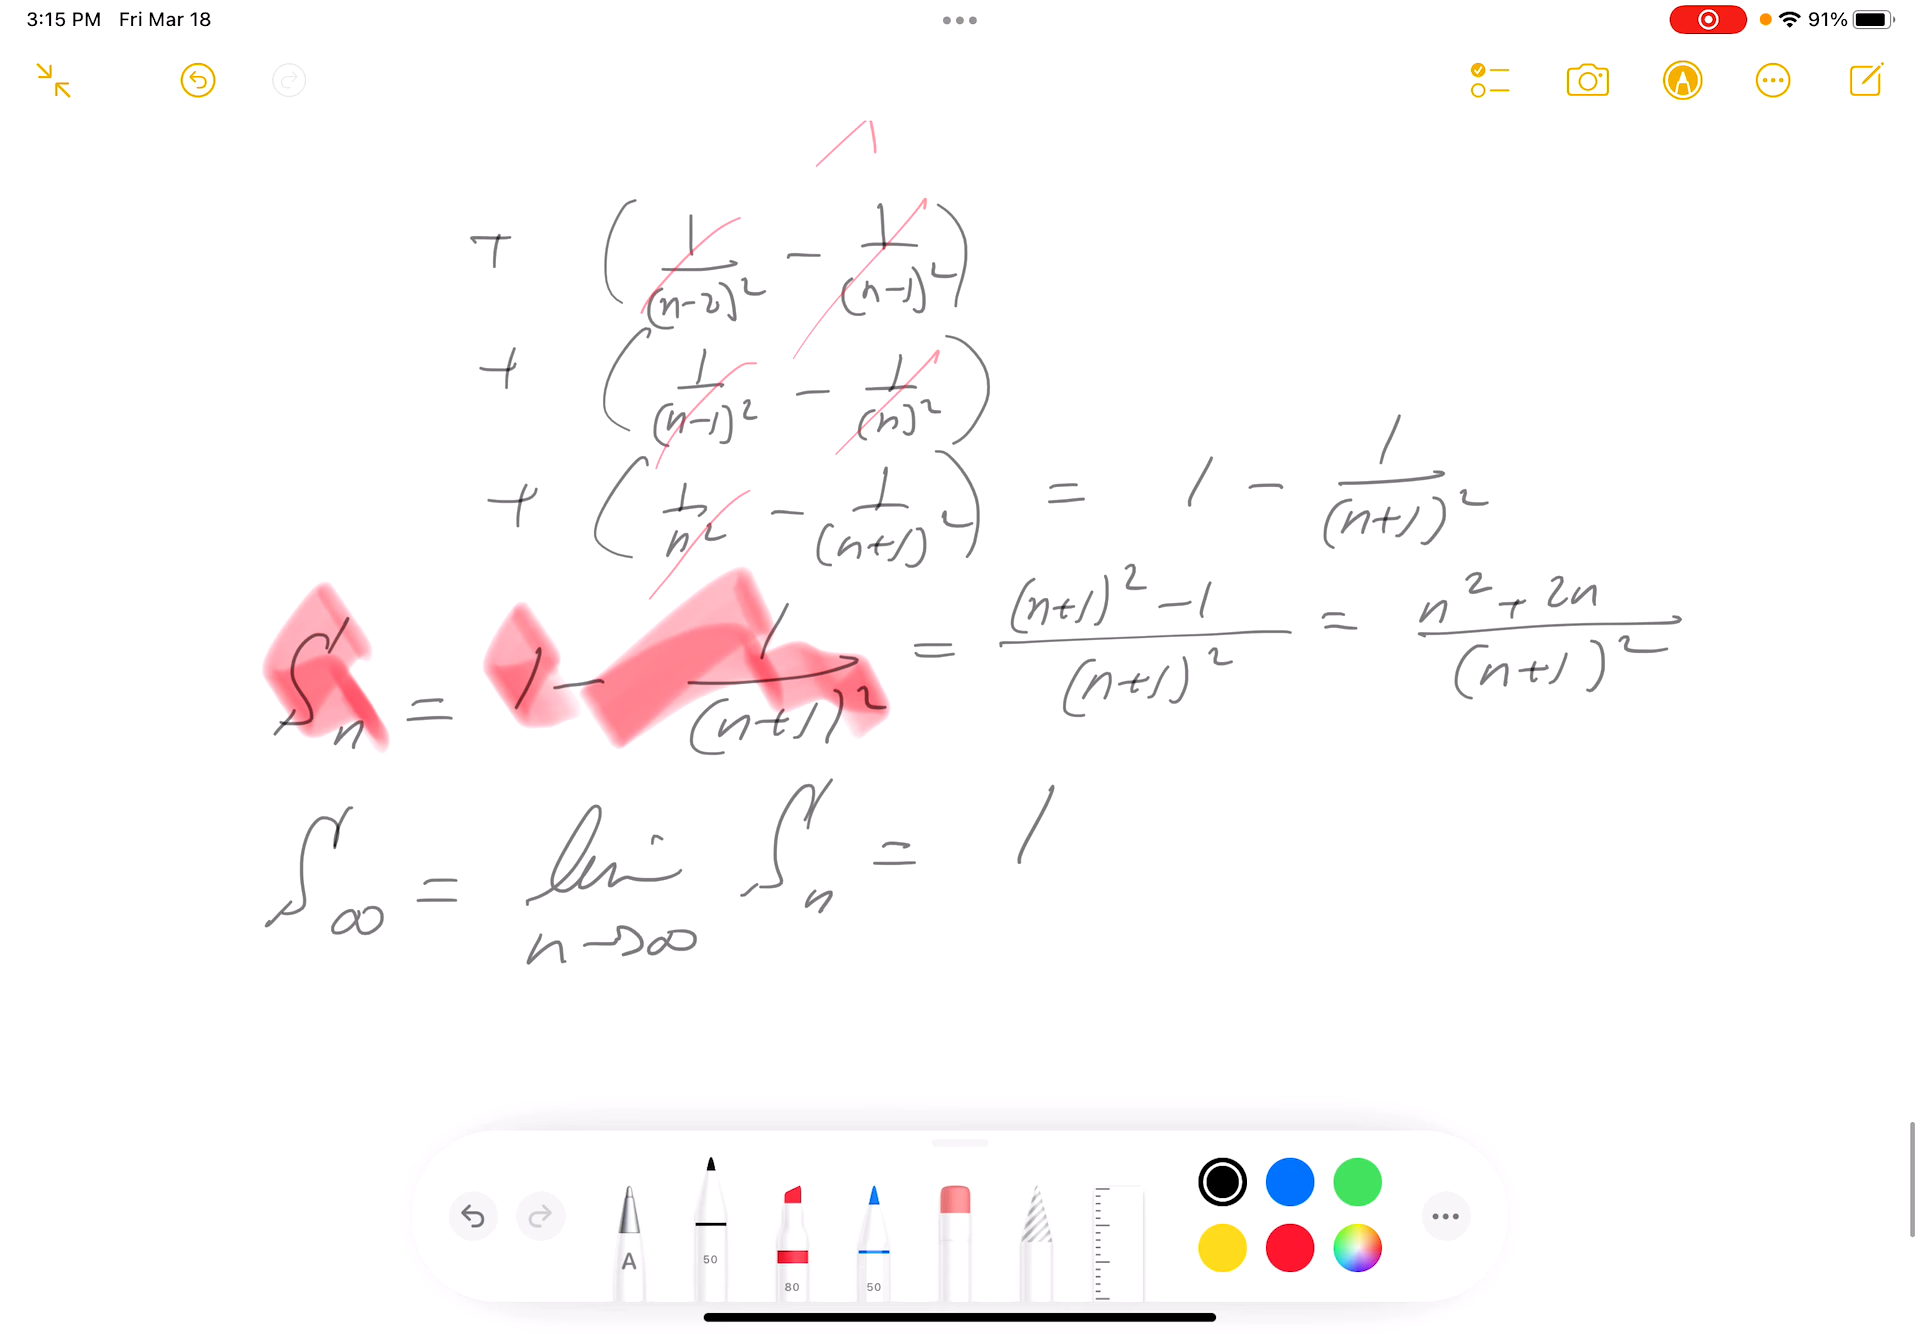 3:15 PM Fri Mar 18 91%
+ (1/(n-2)² - 1/(n-1)²)
+ (1/(n-1)² - 1/(n)²)
+ (1/n² - 1/(n+1)²) = 1 - 1/(n+1)²
Sn = 1 - 1/(n+1)² = ((n+1)² - 1)/(n+1)² = (n² + 2n)/(n+1)²
S∞ = lim n→∞ Sn = 1
A 50 80 50